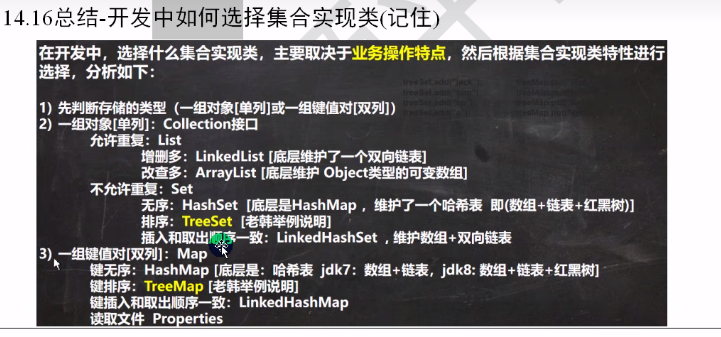 14.16总结-开发中如何选择集合实现类(记住)
在开发中，选择什么集合实现类，主要取决于业务操作特点，然后根据集合实现类特性进行
选择，分析如下：
1) 先判断存储的类型（一组对象[单列]或一组键值对[双列]）
2) 一组对象[单列]：Collection接口
允许重复：List
增删多：LinkedList [底层维护了一个双向链表]
改查多：ArrayList [底层维护 Object类型的可变数组]
不允许重复：Set
无序：HashSet [底层是HashMap ，维护了一个哈希表 即(数组+链表+红黑树)]
排序：TreeSet [老韩举例说明]
插入和取出顺序一致：LinkedHashSet ，维护数组+双向链表
3) 一组键值对[双列]：Map
键无序：HashMap [底层是：哈希表 jdk7：数组+链表，jdk8: 数组+链表+红黑树]
键排序：TreeMap [老韩举例说明]
键插入和取出顺序一致：LinkedHashMap
读取文件 Properties